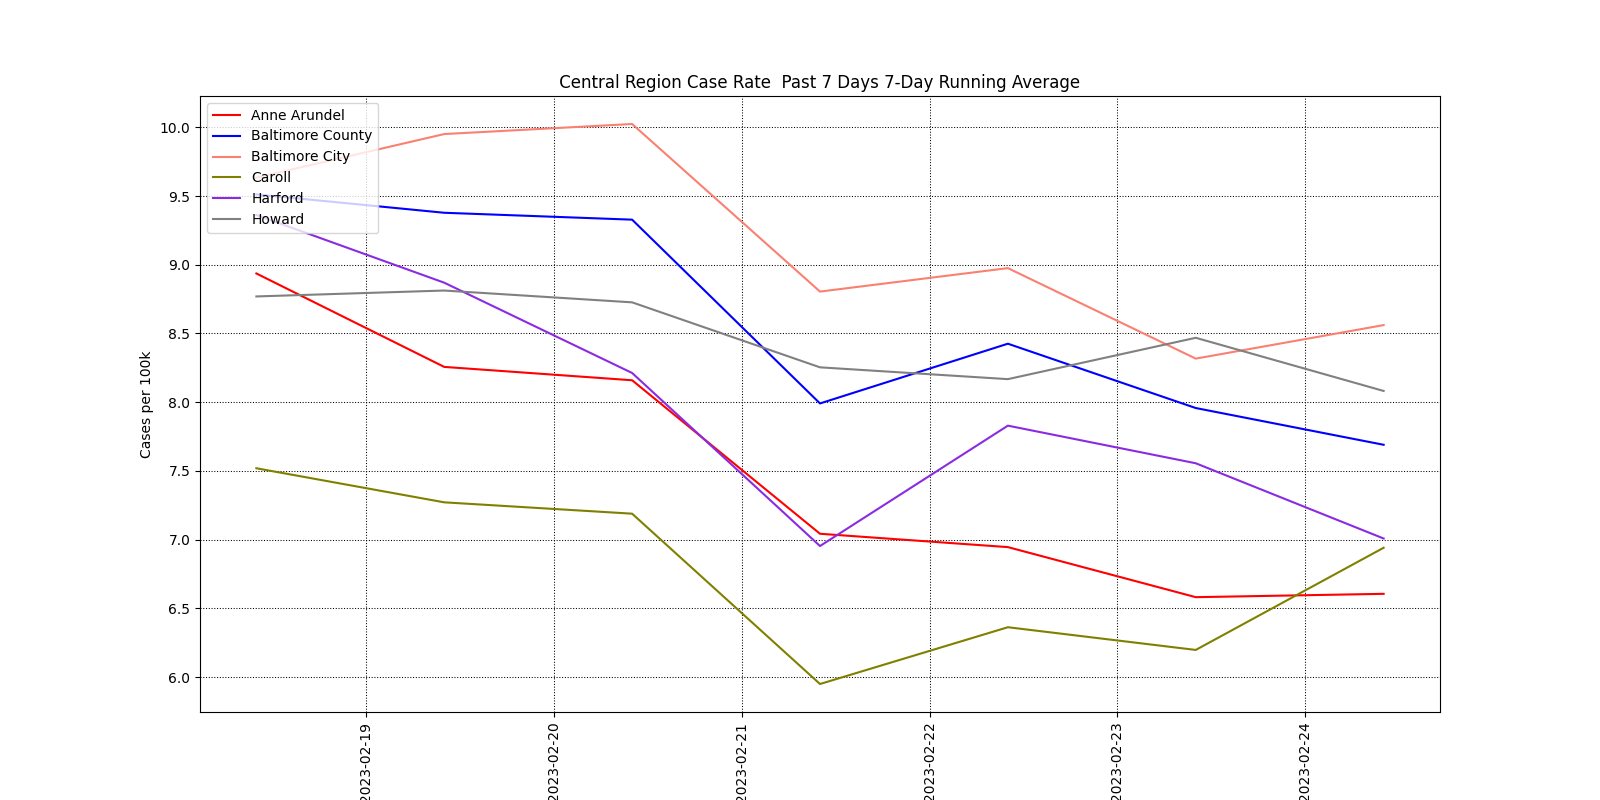 Central Region Case Rate  Past 7 Days 7-Day Running Average
Anne Arundel
Baltimore County
Baltimore City
Caroll
Harford
Howard
Cases per 100k
10.0
9.5
9.0
8.5
8.0
7.5
7.0
6.5
6.0
2023-02-19
2023-02-20
2023-02-21
2023-02-22
2023-02-23
2023-02-24